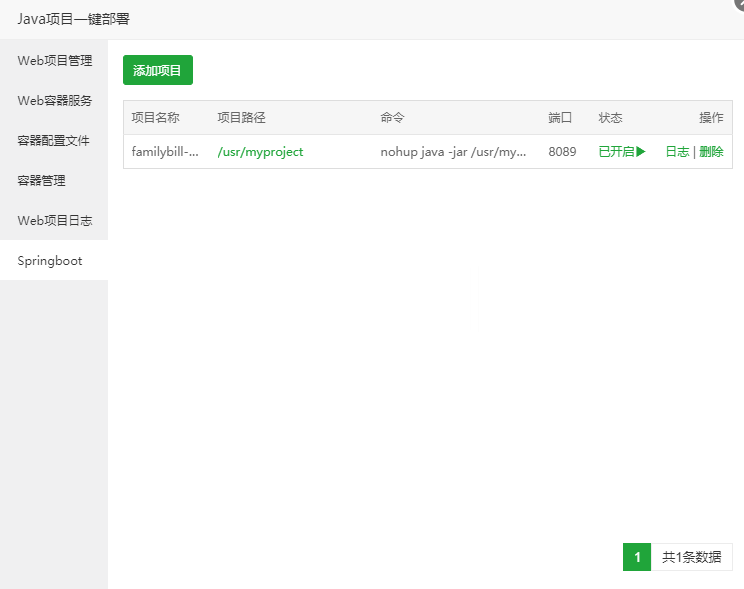 Java项目一键部署
Web项目管理
Web容器服务
容器配置文件
容器管理
Web项目日志
Springboot
添加项目
项目名称 项目路径 命令 端口 状态 操作
familybill-... /usr/myproject nohup java -jar /usr/my... 8089 已开启▶ 日志 | 删除
1 共1条数据